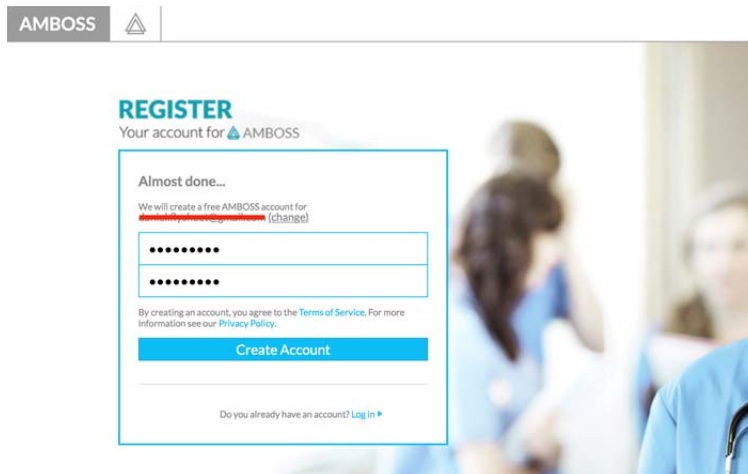 AMBOSS
REGISTER
Your account for AMBOSS
Almost done...
We will create a free AMBOSS account for
(change)
•••••••••
•••••••••
By creating an account, you agree to the Terms of Service. For more
information see our Privacy Policy.
Create Account
Do you already have an account? Log in